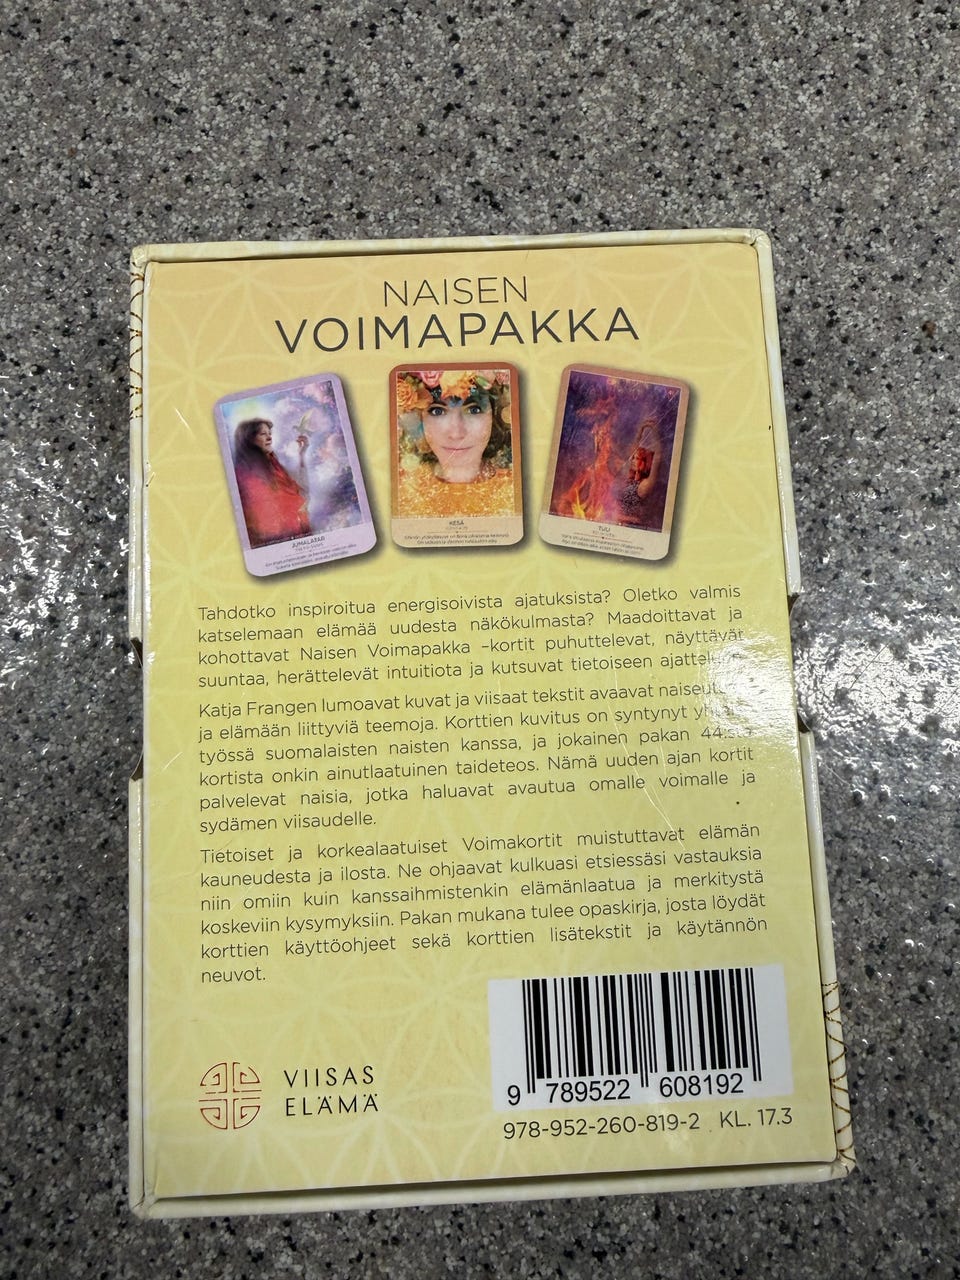 NAISEN
VOIMAPAKKA
JUMALATAR
KESÄ
TULI
Tahdotko inspiroitua energisoivista ajatuksista? Oletko valmis
katselemaan elämää uudesta näkökulmasta? Maadoittavat ja
kohottavat Naisen Voimapakka –kortit puhuttelevat, näyttävät
suuntaa, herättelevät intuitiota ja kutsuvat tietoiseen ajatteluun.
Katja Frangen lumoavat kuvat ja viisaat tekstit avaavat naiseuteen
ja elämään liittyviä teemoja. Korttien kuvitus on syntynyt yhteis-
työssä suomalaisten naisten kanssa, ja jokainen pakan 44:stä
kortista onkin ainutlaatuinen taideteos. Nämä uuden ajan kortit
palvelevat naisia, jotka haluavat avautua omalle voimalle ja
sydämen viisaudelle.
Tietoiset ja korkealaatuiset Voimakortit muistuttavat elämän
kauneudesta ja ilosta. Ne ohjaavat kulkuasi etsiessäsi vastauksia
niin omiin kuin kanssaihmistenkin elämänlaatua ja merkitystä
koskeviin kysymyksiin. Pakan mukana tulee opaskirja, josta löydät
korttien käyttöohjeet sekä korttien lisätekstit ja käytännön
neuvot.
VIISAS
ELÄMÄ
9 789522 608192
978-952-260-819-2 KL. 17.3